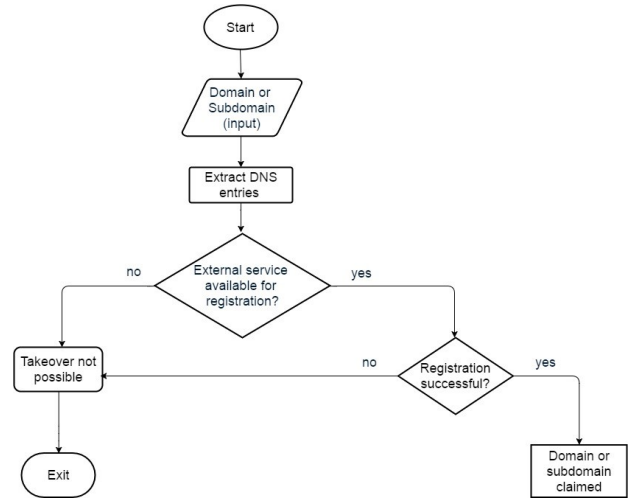 Start
Domain or
Subdomain
(input)
Extract DNS
entries
no
External service
available for
registration?
yes
Takeover not
possible
no
Registration
successful?
yes
Exit
Domain or
subdomain
claimed